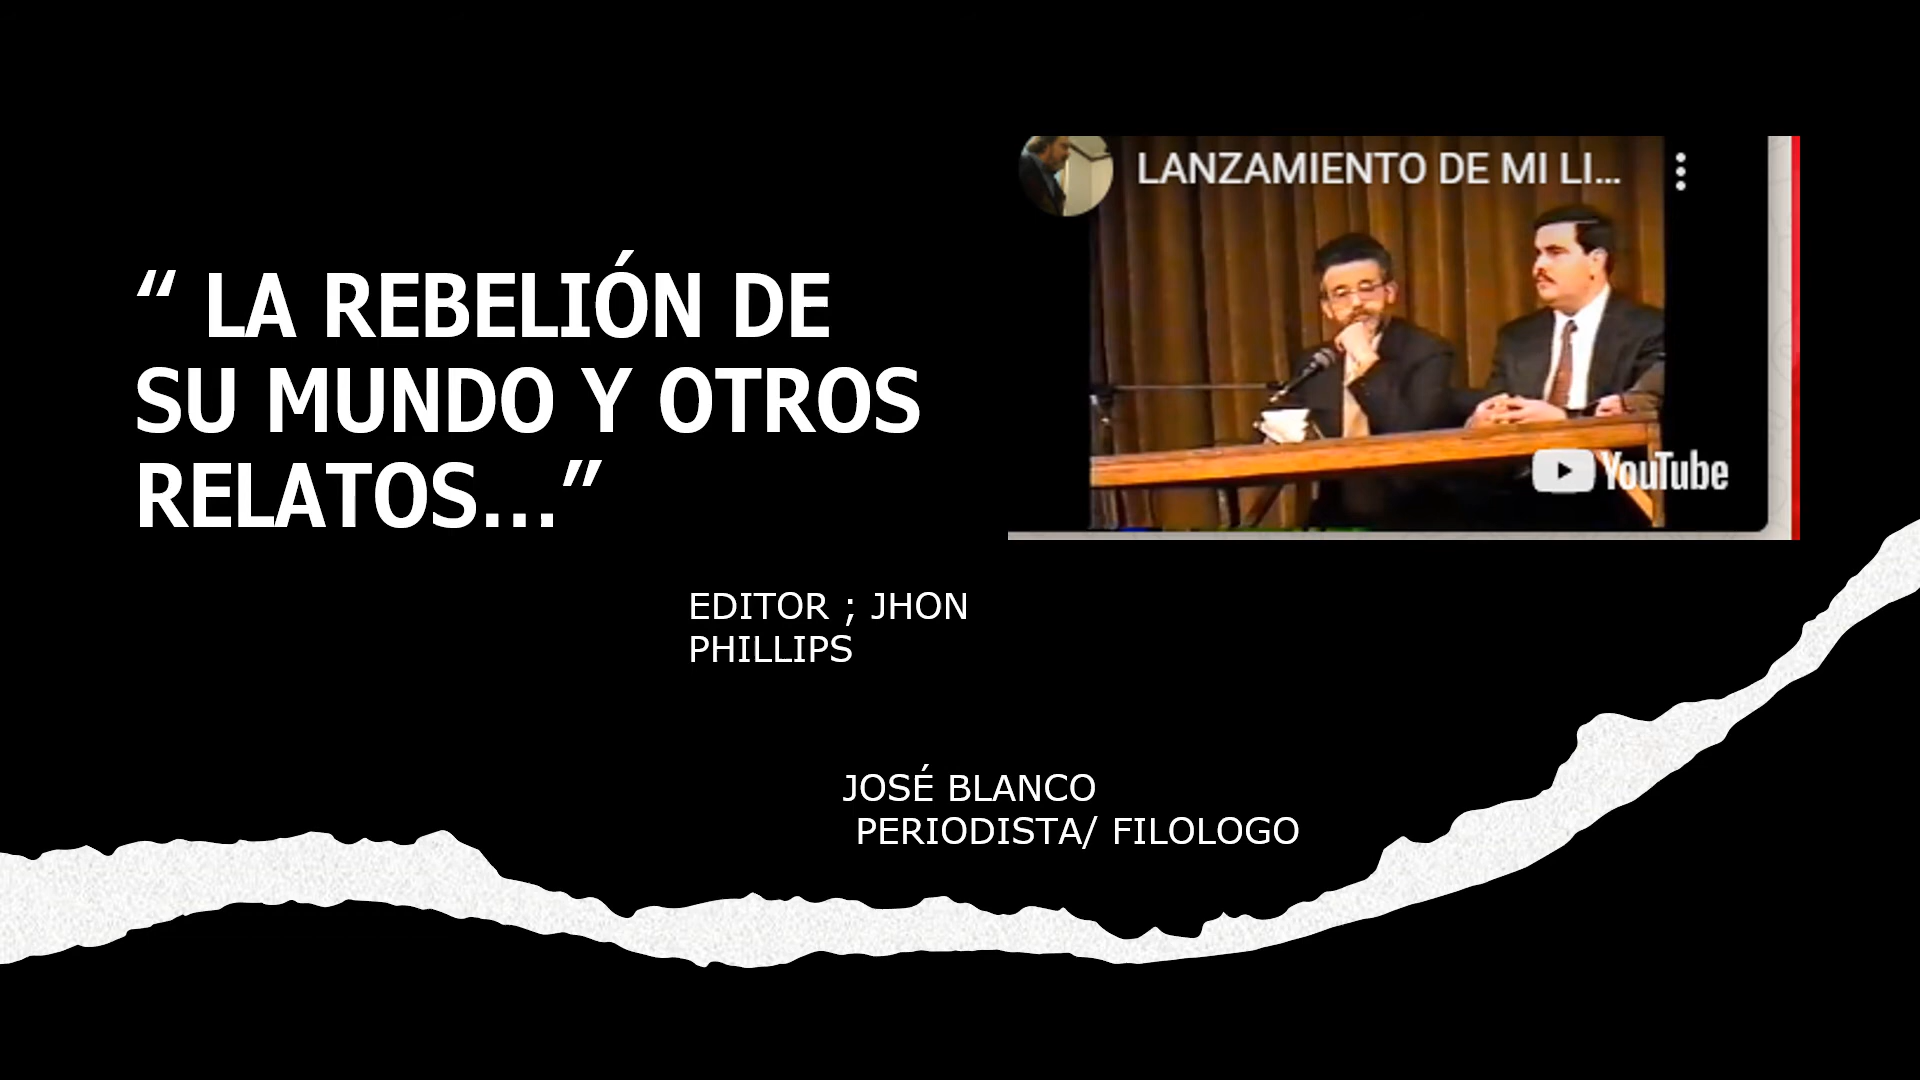 “ LA REBELIÓN DE
SU MUNDO Y OTROS
RELATOS…”
LANZAMIENTO DE MI LI...
YouTube
EDITOR ; JHON
PHILLIPS
JOSÉ BLANCO
PERIODISTA/ FILOLOGO